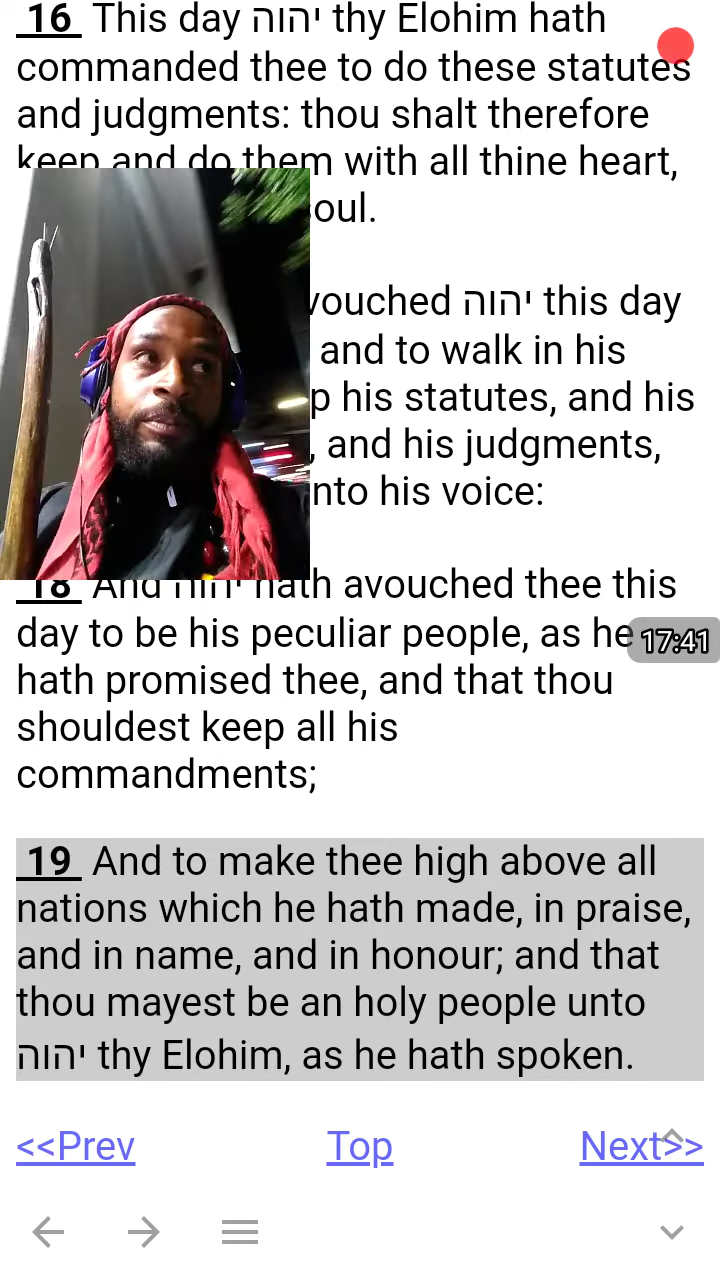 16 This day יהוה thy Elohim hath
commanded thee to do these statutes
and judgments: thou shalt therefore
keep and do them with all thine heart,
soul.
vouched יהוה this day
and to walk in his
p his statutes, and his
, and his judgments,
nto his voice:
18 And יהוה hath avouched thee this
day to be his peculiar people, as he
17:41
hath promised thee, and that thou
shouldest keep all his
commandments;
19 And to make thee high above all
nations which he hath made, in praise,
and in name, and in honour; and that
thou mayest be an holy people unto
יהוה thy Elohim, as he hath spoken.
<<Prev Top Next>>